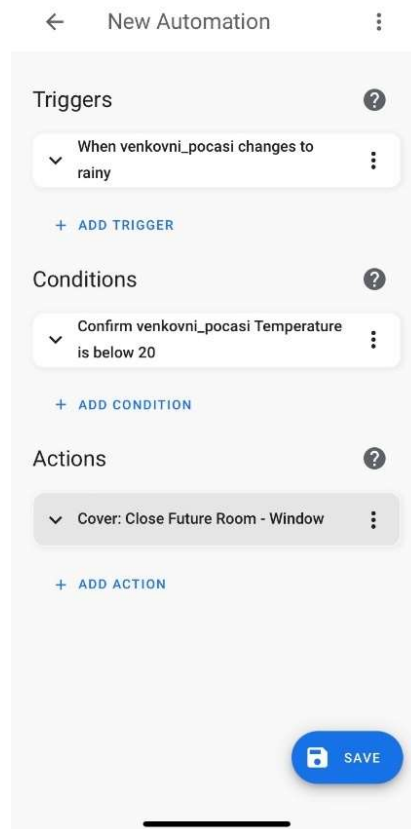 New Automation
Triggers
When venkovni_pocasi changes to
rainy
+ ADD TRIGGER
Conditions
Confirm venkovni_pocasi Temperature
is below 20
+ ADD CONDITION
Actions
Cover: Close Future Room - Window
+ ADD ACTION
SAVE